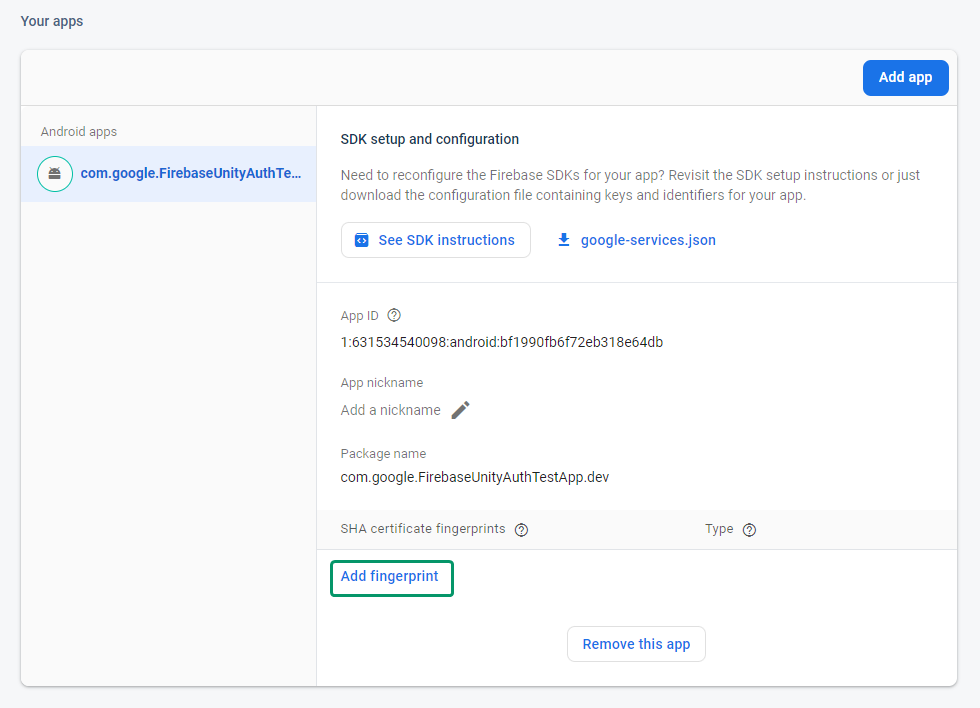 Your apps
Add app
Android apps
com.google.FirebaseUnityAuthTe...
SDK setup and configuration
Need to reconfigure the Firebase SDKs for your app? Revisit the SDK setup instructions or just
download the configuration file containing keys and identifiers for your app.
See SDK instructions
google-services.json
App ID
1:631534540098:android:bf1990fb6f72eb318e64db
App nickname
Add a nickname
Package name
com.google.FirebaseUnityAuthTestApp.dev
SHA certificate fingerprints
Type
Add fingerprint
Remove this app